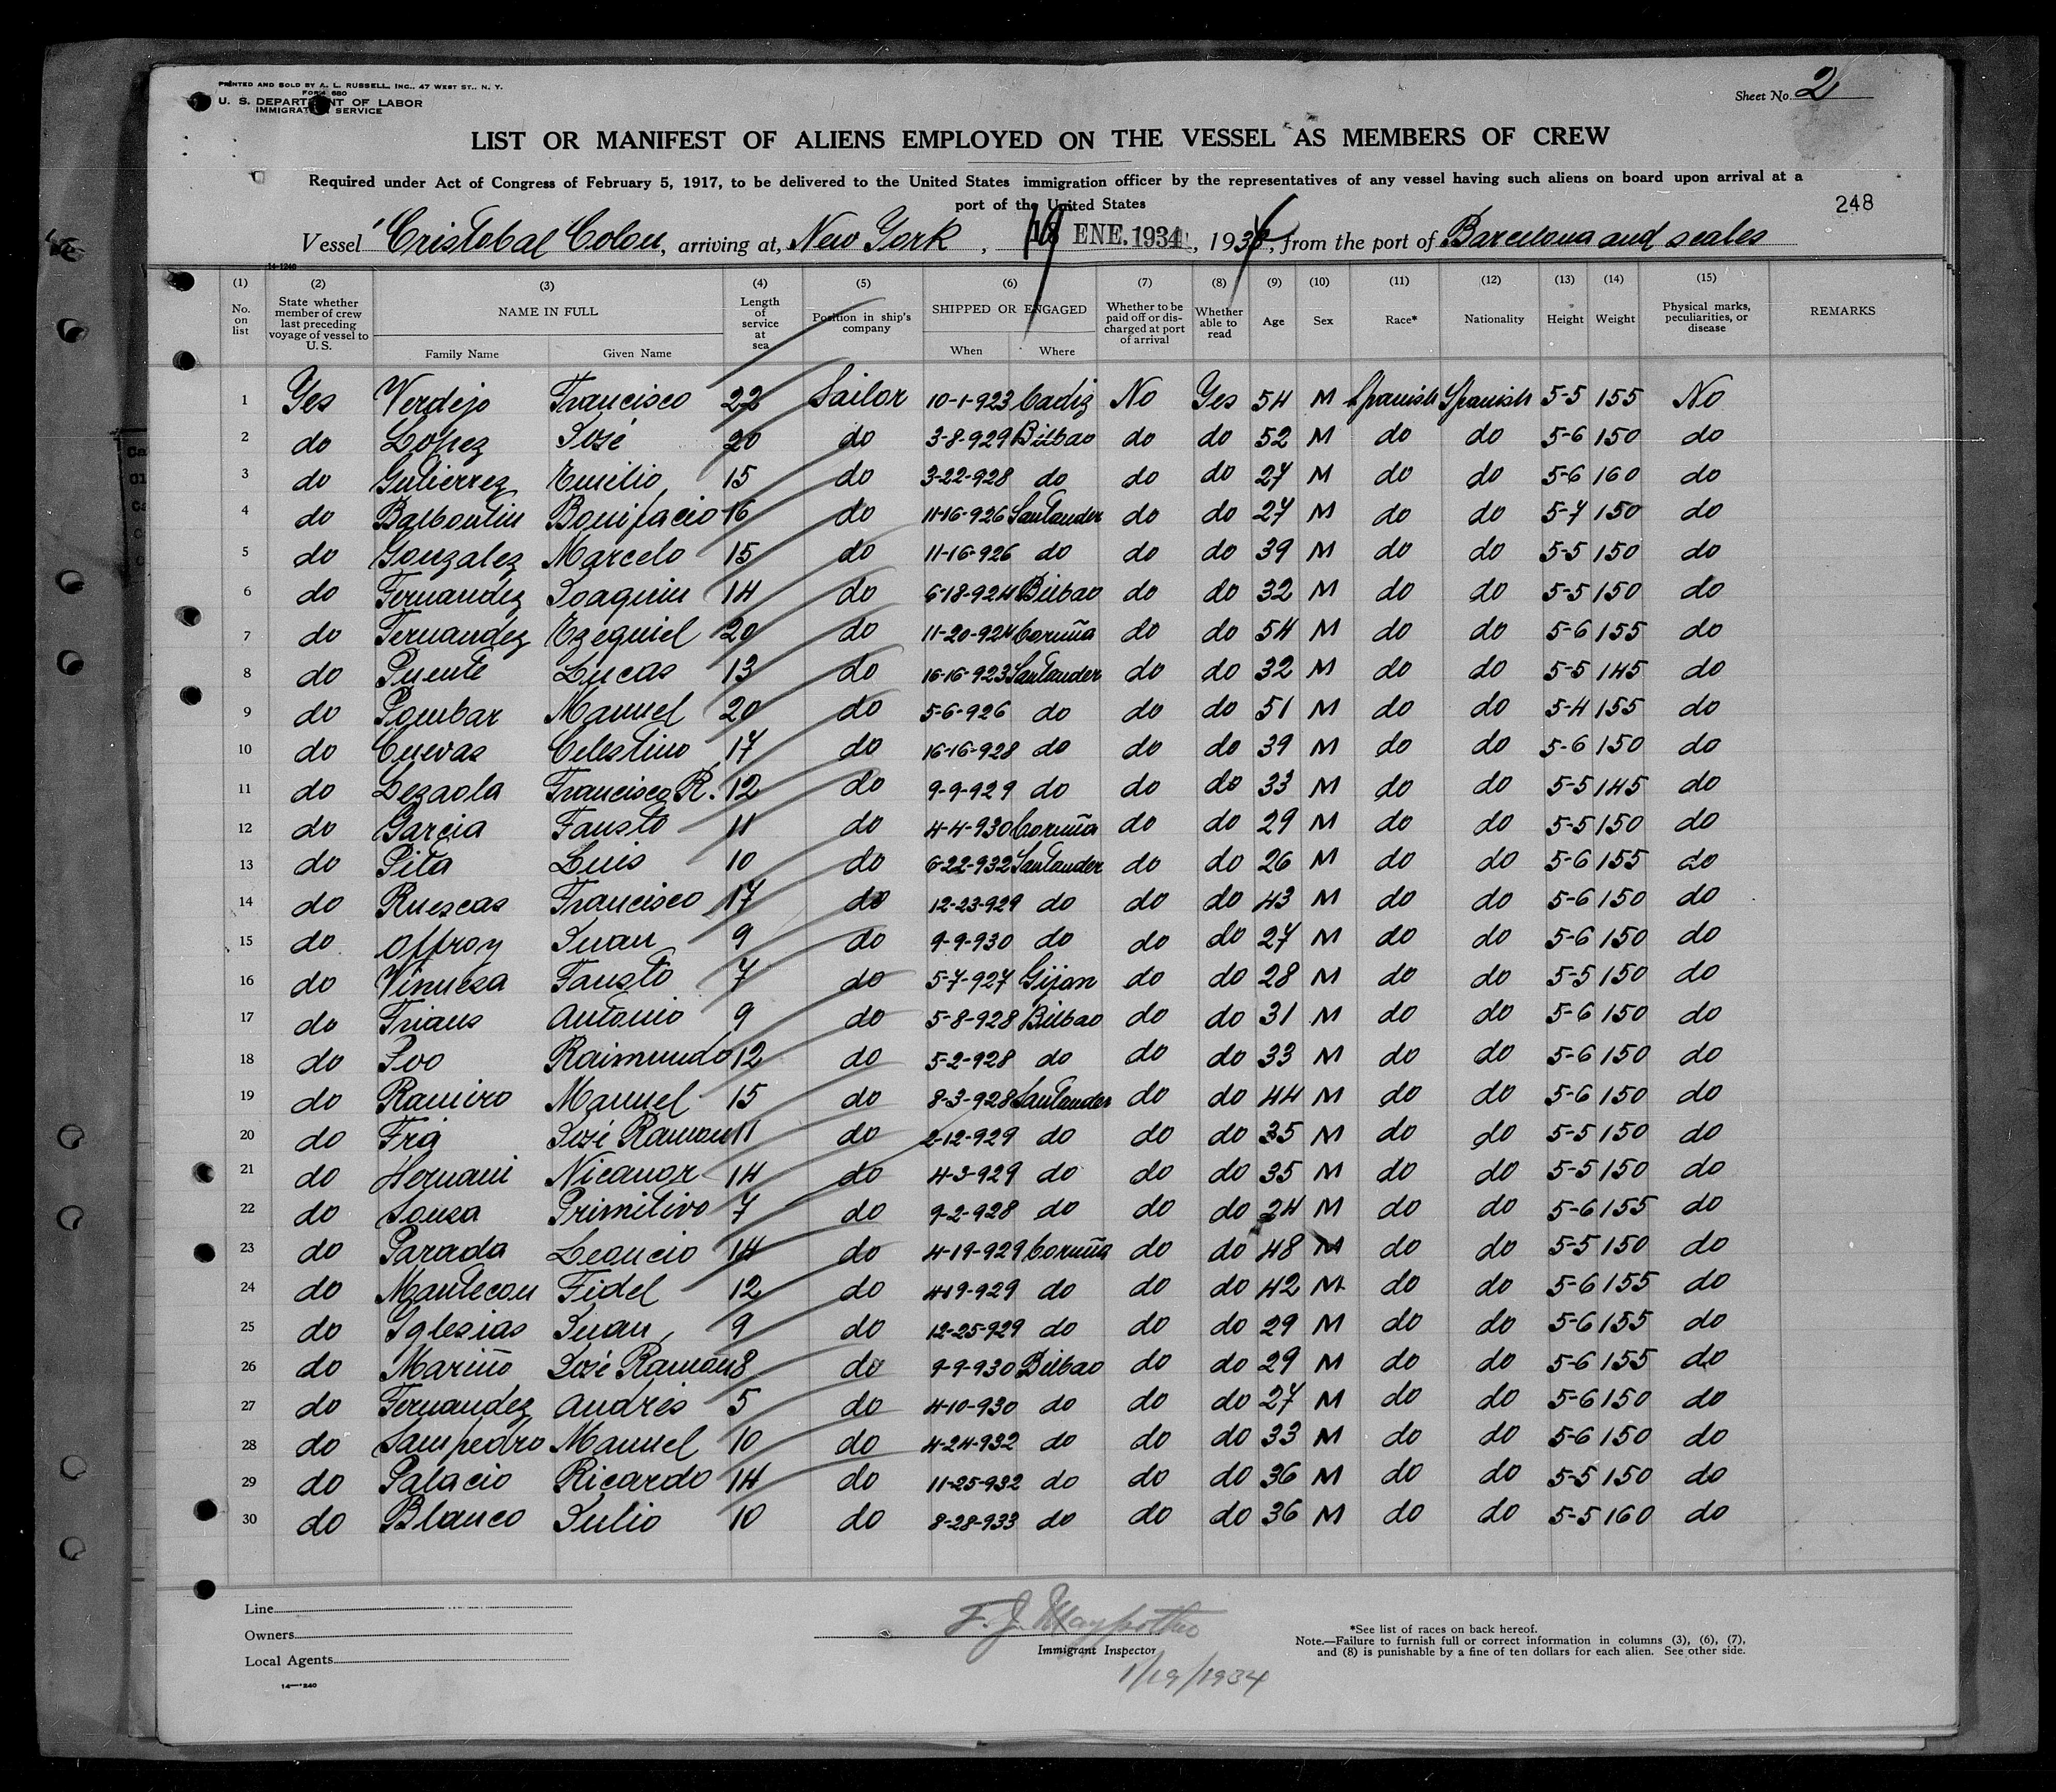 PRINTED AND SOLD BY A. L. RUSSELL, INC., 47 WEST ST., N. Y.
FORM 680
U. S. DEPARTMENT OF LABOR
IMMIGRATION SERVICE
Sheet No. 2
LIST OR MANIFEST OF ALIENS EMPLOYED ON THE VESSEL AS MEMBERS OF CREW
Required under Act of Congress of February 5, 1917, to be delivered to the United States immigration officer by the representatives of any vessel having such aliens on board upon arrival at a
port of the United States
248
Vessel Cristobal Colon, arriving at, New York, ENE. 1934, 193, from the port of Barcelona and scales
14-1240
(1) (2) (3) (4) (5) (6) (7) (8) (9) (10) (11) (12) (13) (14) (15)
No. on list State whether member of crew last preceding voyage of vessel to U.S. NAME IN FULL Family Name Given Name Length of service at sea Position in ship's company SHIPPED OR ENGAGED When Where Whether to be paid off or discharged at port of arrival Whether able to read Age Sex Race* Nationality Height Weight Physical marks, peculiarities, or disease REMARKS
1 Yes Verdejo Francisco 22 Sailor 10-1-923 Cadiz No Yes 54 M Spanish Spanish 5-5 155 No
2 do Lopez José 20 do 3-8-929 Bilbao do do 52 M do do 5-6 150 do
3 do Gutierrez Emilio 15 do 3-22-928 do do do 27 M do do 5-6 160 do
4 do Balbontin Bonifacio 16 do 11-16-926 Santander do do 27 M do do 5-7 150 do
5 do Gonzalez Marcelo 15 do 11-16-926 do do do 39 M do do 5-5 150 do
6 do Fernandez Joaquin 14 do 6-18-924 Bilbao do do 32 M do do 5-5 150 do
7 do Fernandez Ezequiel 20 do 11-20-924 Coruña do do 54 M do do 5-6 155 do
8 do Puente Lucas 13 do 16-16-923 Santander do do 32 M do do 5-5 145 do
9 do Pombar Manuel 20 do 5-6-926 do do do 51 M do do 5-4 155 do
10 do Cuevas Celestino 17 do 16-16-928 do do do 39 M do do 5-6 150 do
11 do Lezaola Francisco R. 12 do 9-9-929 do do do 33 M do do 5-5 145 do
12 do Garcia Fausto 11 do 4-4-930 Coruña do do 29 M do do 5-5 150 do
13 do Pita Luis 10 do 6-22-932 Santander do do 26 M do do 5-6 155 do
14 do Ruescas Francisco 17 do 12-23-929 do do do 43 M do do 5-6 150 do
15 do Offroy Juan 9 do 9-9-930 do do do 27 M do do 5-6 150 do
16 do Vinuesa Fausto 7 do 5-7-927 Gijon do do 28 M do do 5-5 150 do
17 do Trians Antonio 9 do 5-8-928 Bilbao do do 31 M do do 5-6 150 do
18 do Raimundo 12 do 5-2-928 do do do 33 M do do 5-6 150 do
19 do Ramiro Manuel 15 do 8-3-928 Santander do do 44 M do do 5-6 150 do
20 do Fra José Ramon 11 do 2-12-929 do do do 35 M do do 5-5 150 do
21 do Hernani Nicanor 14 do 4-3-929 do do do 35 M do do 5-5 150 do
22 do Sousa Primitivo 7 do 9-2-928 do do do 24 M do do 5-6 155 do
23 do Parada Leoncio 14 do 4-19-929 Coruña do do 48 M do do 5-5 150 do
24 do Mantecon Fidel 12 do 4-19-929 do do do 42 M do do 5-6 155 do
25 do Iglesias Juan 9 do 12-25-929 do do do 29 M do do 5-6 155 do
26 do Mariño José Ramon 8 do 9-9-930 Bilbao do do 29 M do do 5-6 155 do
27 do Fernandez Andrés 5 do 4-10-930 do do do 27 M do do 5-6 150 do
28 do Sampedro Manuel 10 do 4-24-932 do do do 33 M do do 5-6 150 do
29 do Palacio Ricardo 14 do 11-25-932 do do do 36 M do do 5-5 150 do
30 do Blanco Julio 10 do 8-28-933 do do do 36 M do do 5-5 160 do
Line
Owners
Local Agents
F. J.
Immigrant Inspector
1/19/1934
*See list of races on back hereof.
Note.—Failure to furnish full or correct information in columns (3), (6), (7),
and (8) is punishable by a fine of ten dollars for each alien. See other side.
14—1240